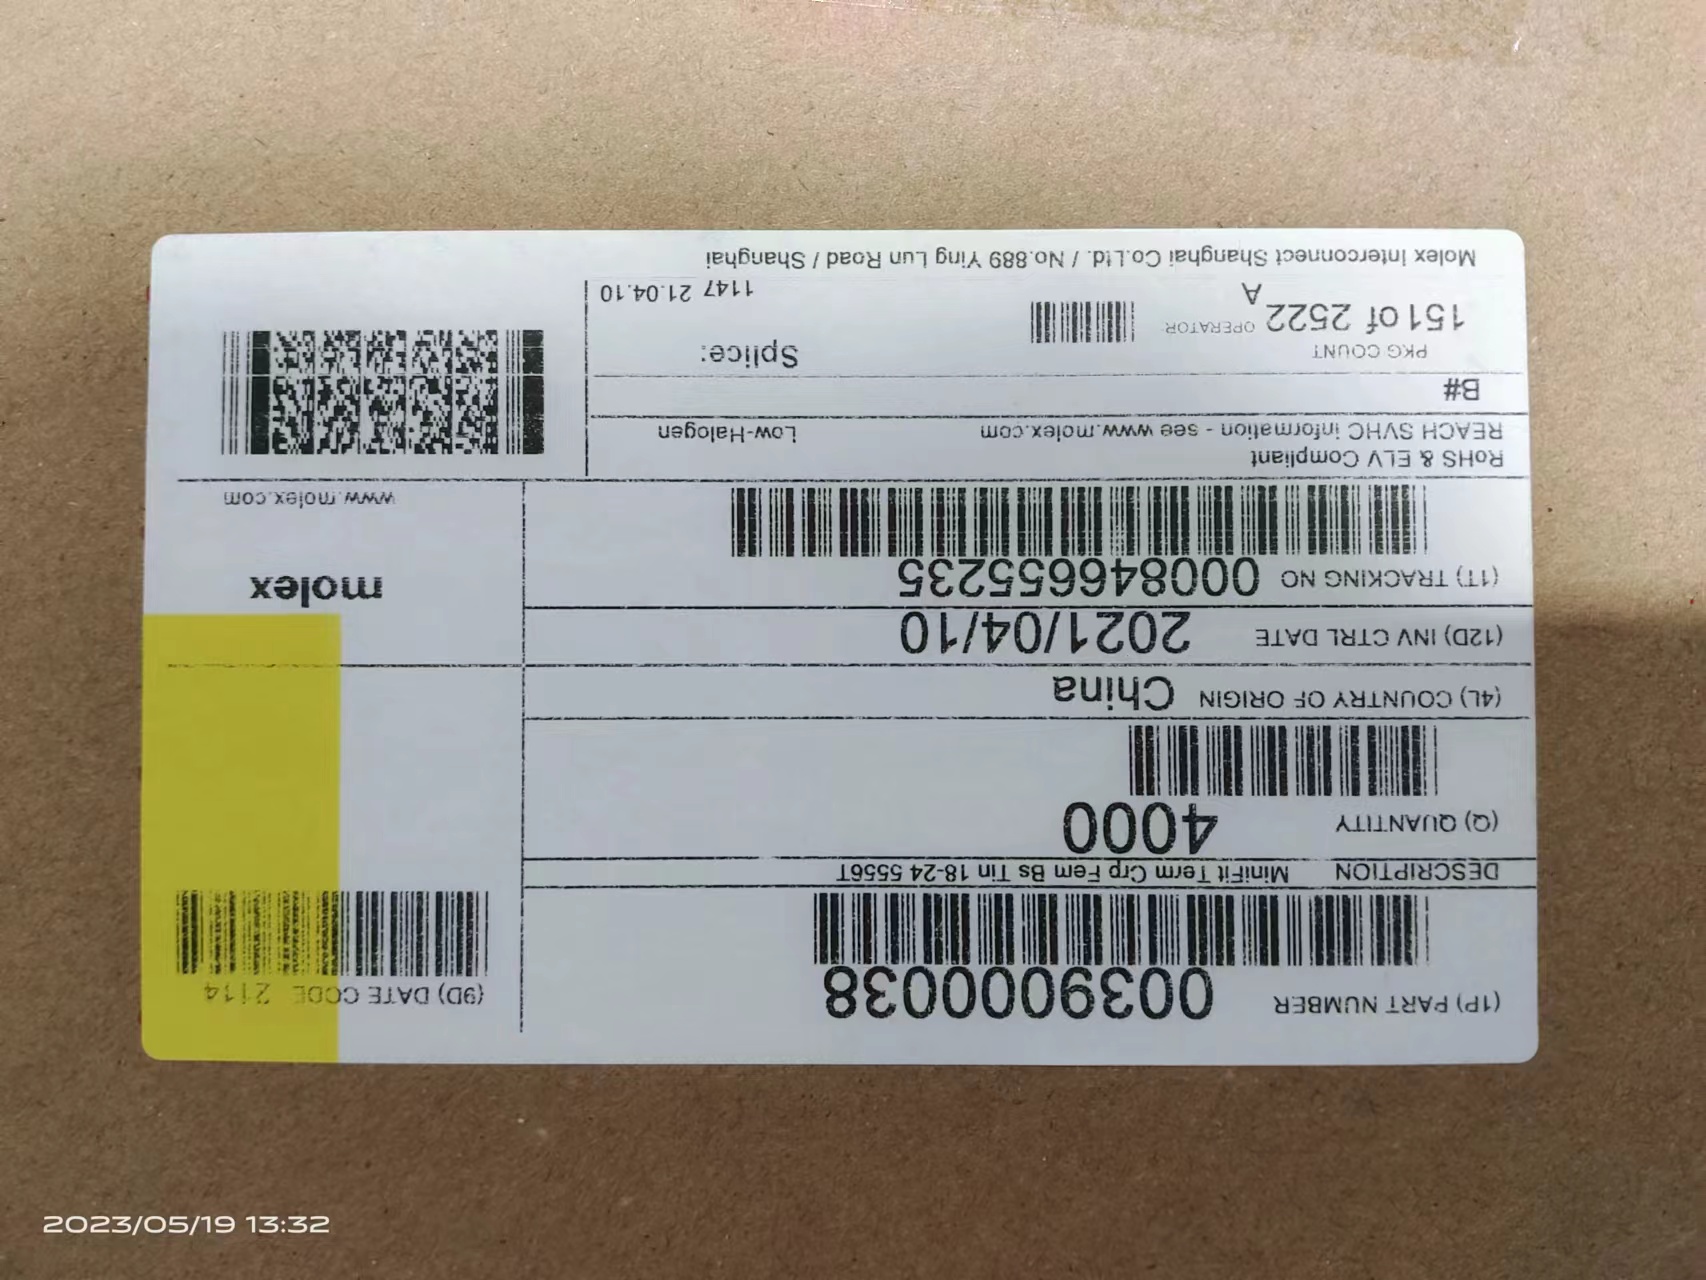 (1P) PART NUMBER 0039000038
(9D) DATE CODE 2114
DESCRIPTION MiniFit Term Crp Fem Bs Tin 18-24 5556T
(Q) QUANTITY 4000
(4L) COUNTRY OF ORIGIN China
(12D) INV CTRL DATE 2021/04/10
(1T) TRACKING NO 000846655235
molex
www.molex.com
RoHS & ELV Compliant
REACH SVHC information - see www.molex.com Low-Halogen
B#
PKG COUNT
151 of 2522
OPERATOR
A
Splice:
1147 21.04.10
Molex Interconnect Shanghai Co.Ltd. / No.889 Ying Lun Road / Shanghai
2023/05/19 13:32